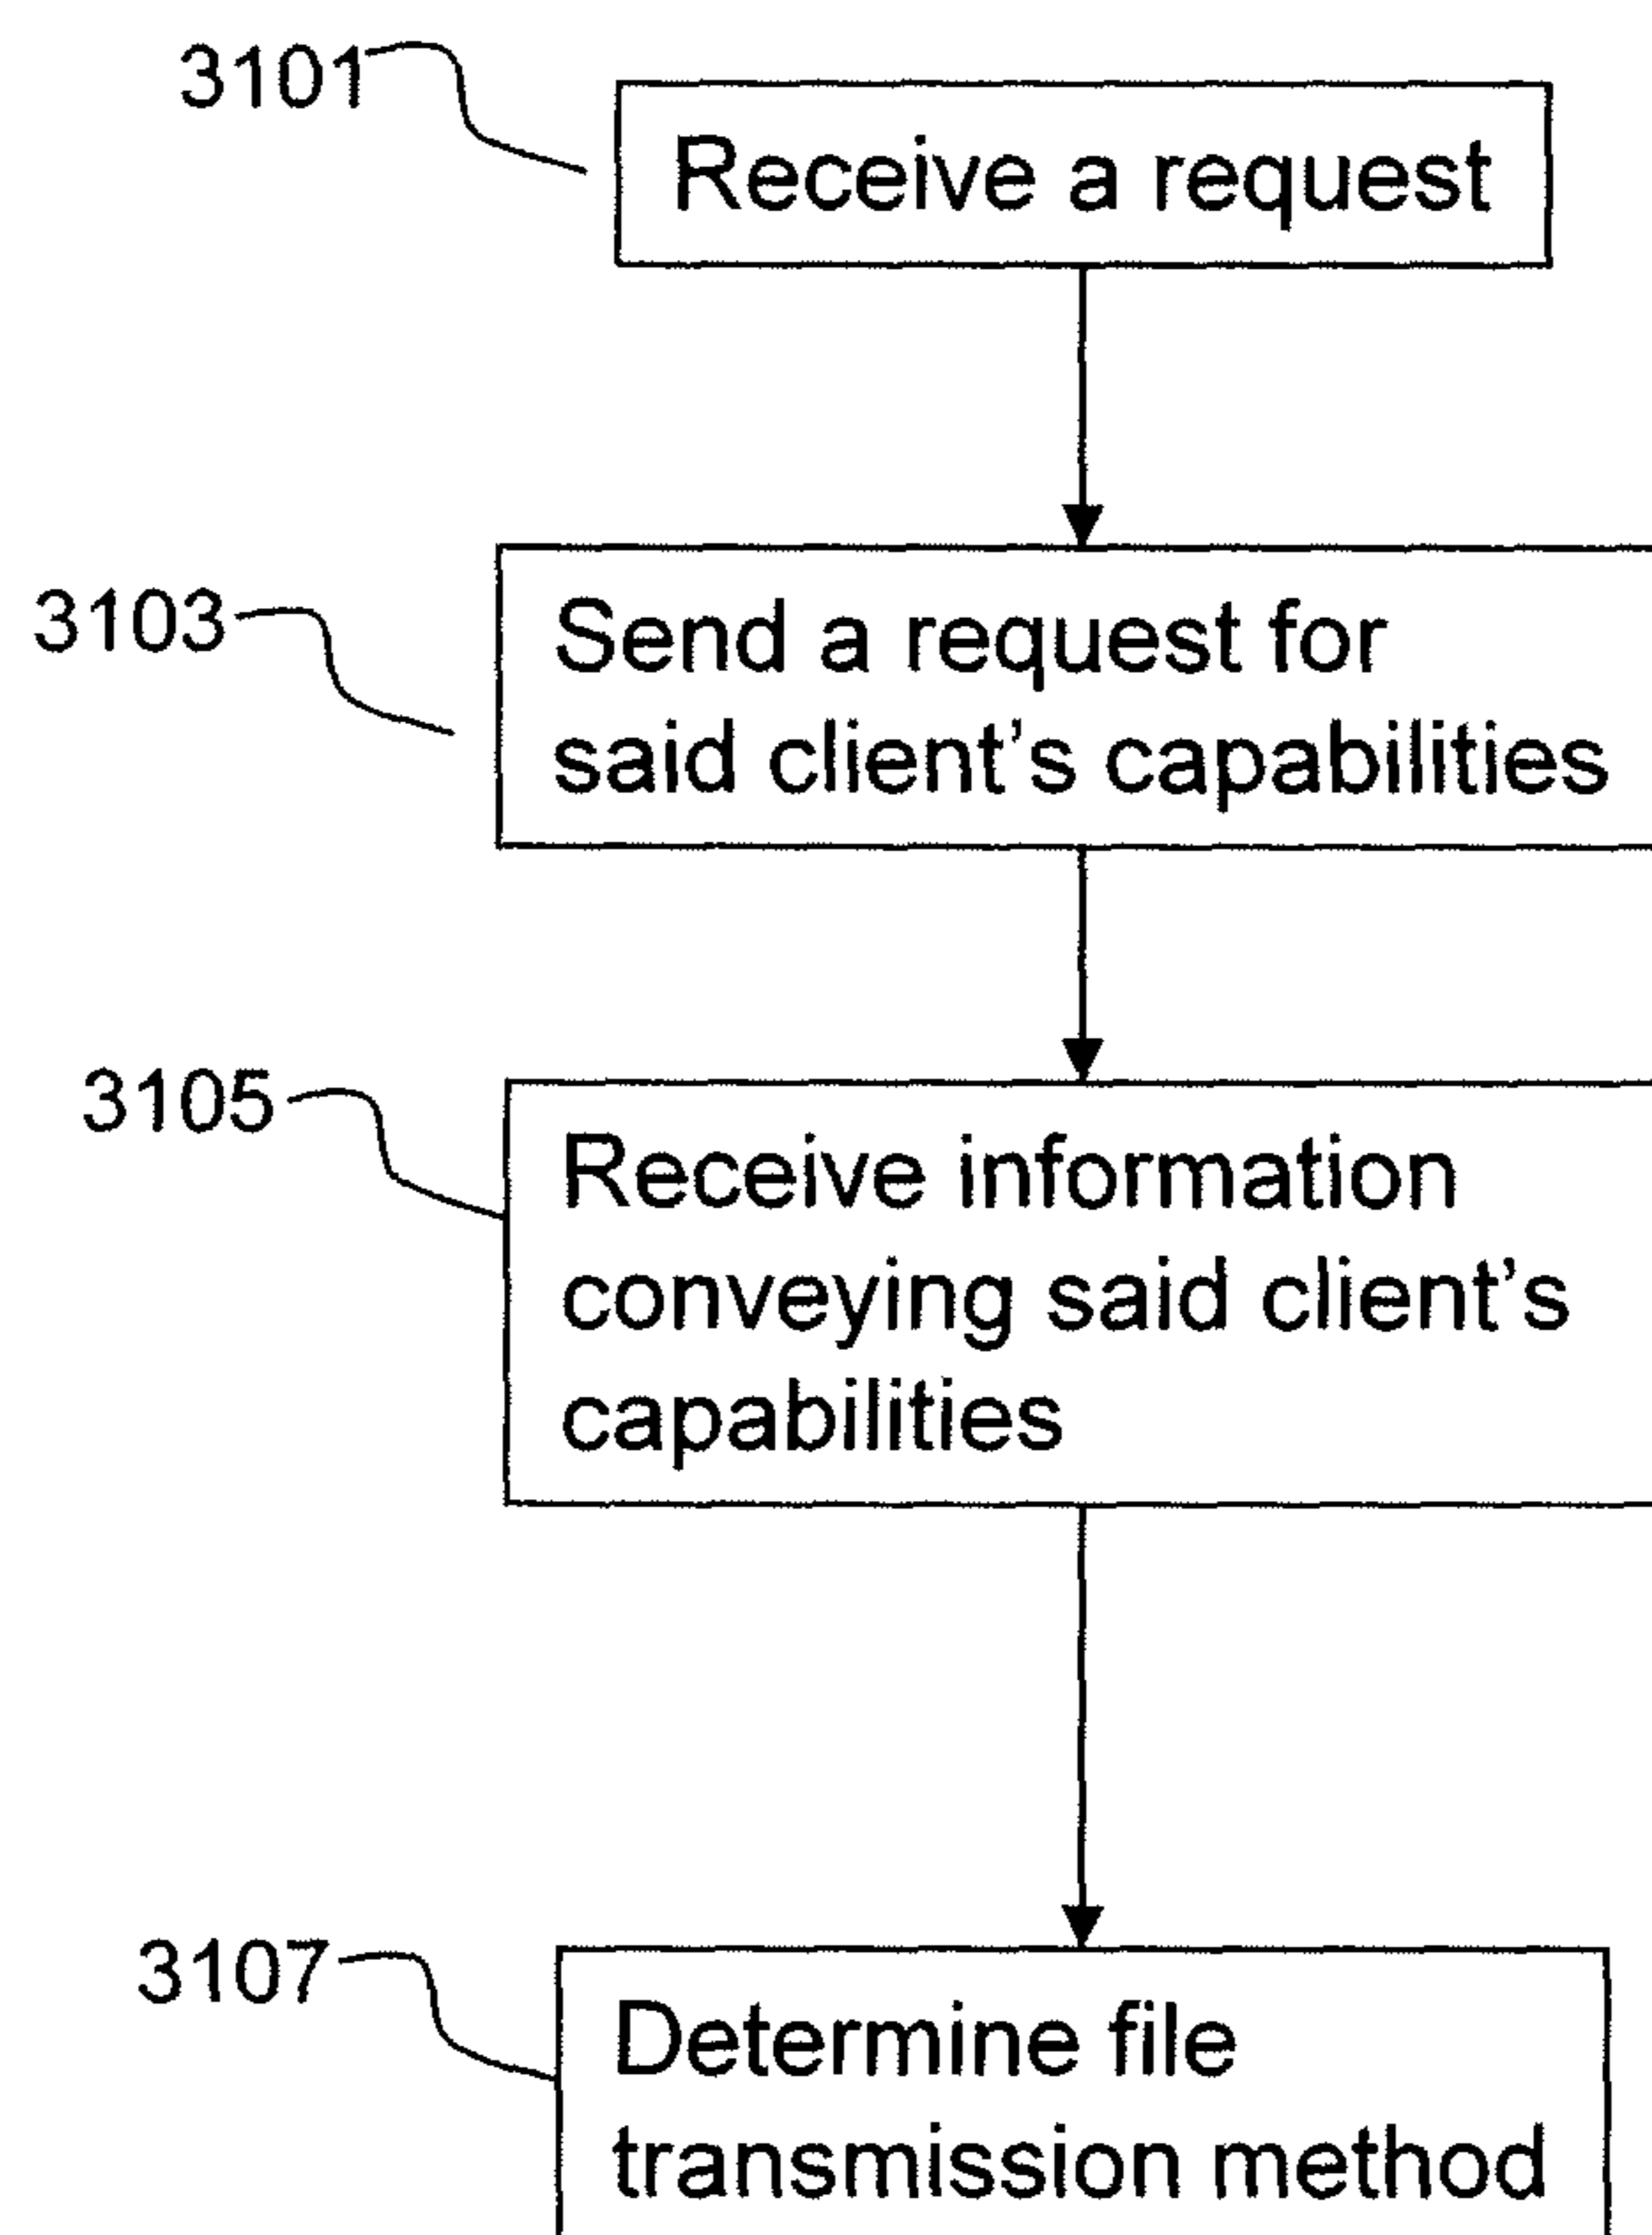 3101
Receive a request
3103
Send a request for
said client's capabilities
3105
Receive information
conveying said client's
capabilities
3107
Determine file
transmission method